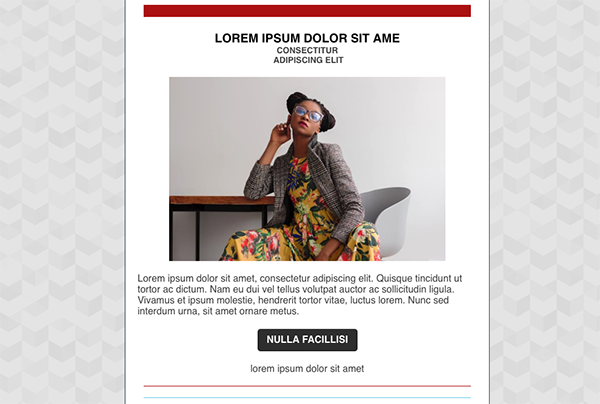 LOREM IPSUM DOLOR SIT AME
CONSECTITUR
ADIPISCING ELIT
Lorem ipsum dolor sit amet, consectetur adipiscing elit. Quisque tincidunt ut
tortor ac dictum. Nam eu dui vel tellus volutpat auctor ac sollicitudin ligula.
Vivamus et ipsum molestie, hendrerit tortor vitae, luctus lorem. Nunc sed
interdum urna, sit amet ornare metus.
NULLA FACILLISI
lorem ipsum dolor sit amet